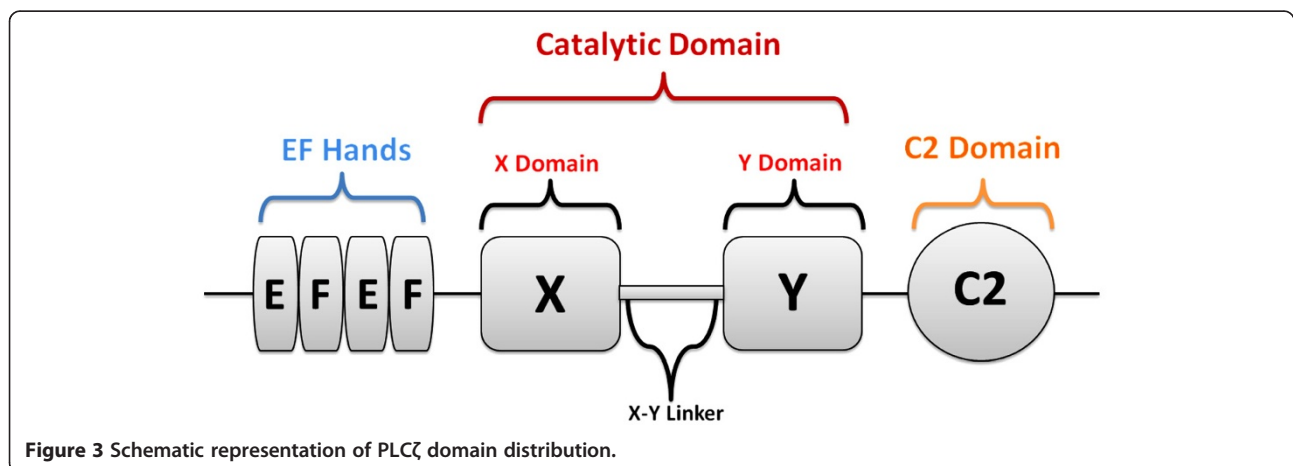 Catalytic Domain
EF Hands
X Domain
Y Domain
C2 Domain
E F E F
X
Y
C2
X-Y Linker
Figure 3 Schematic representation of PLCζ domain distribution.